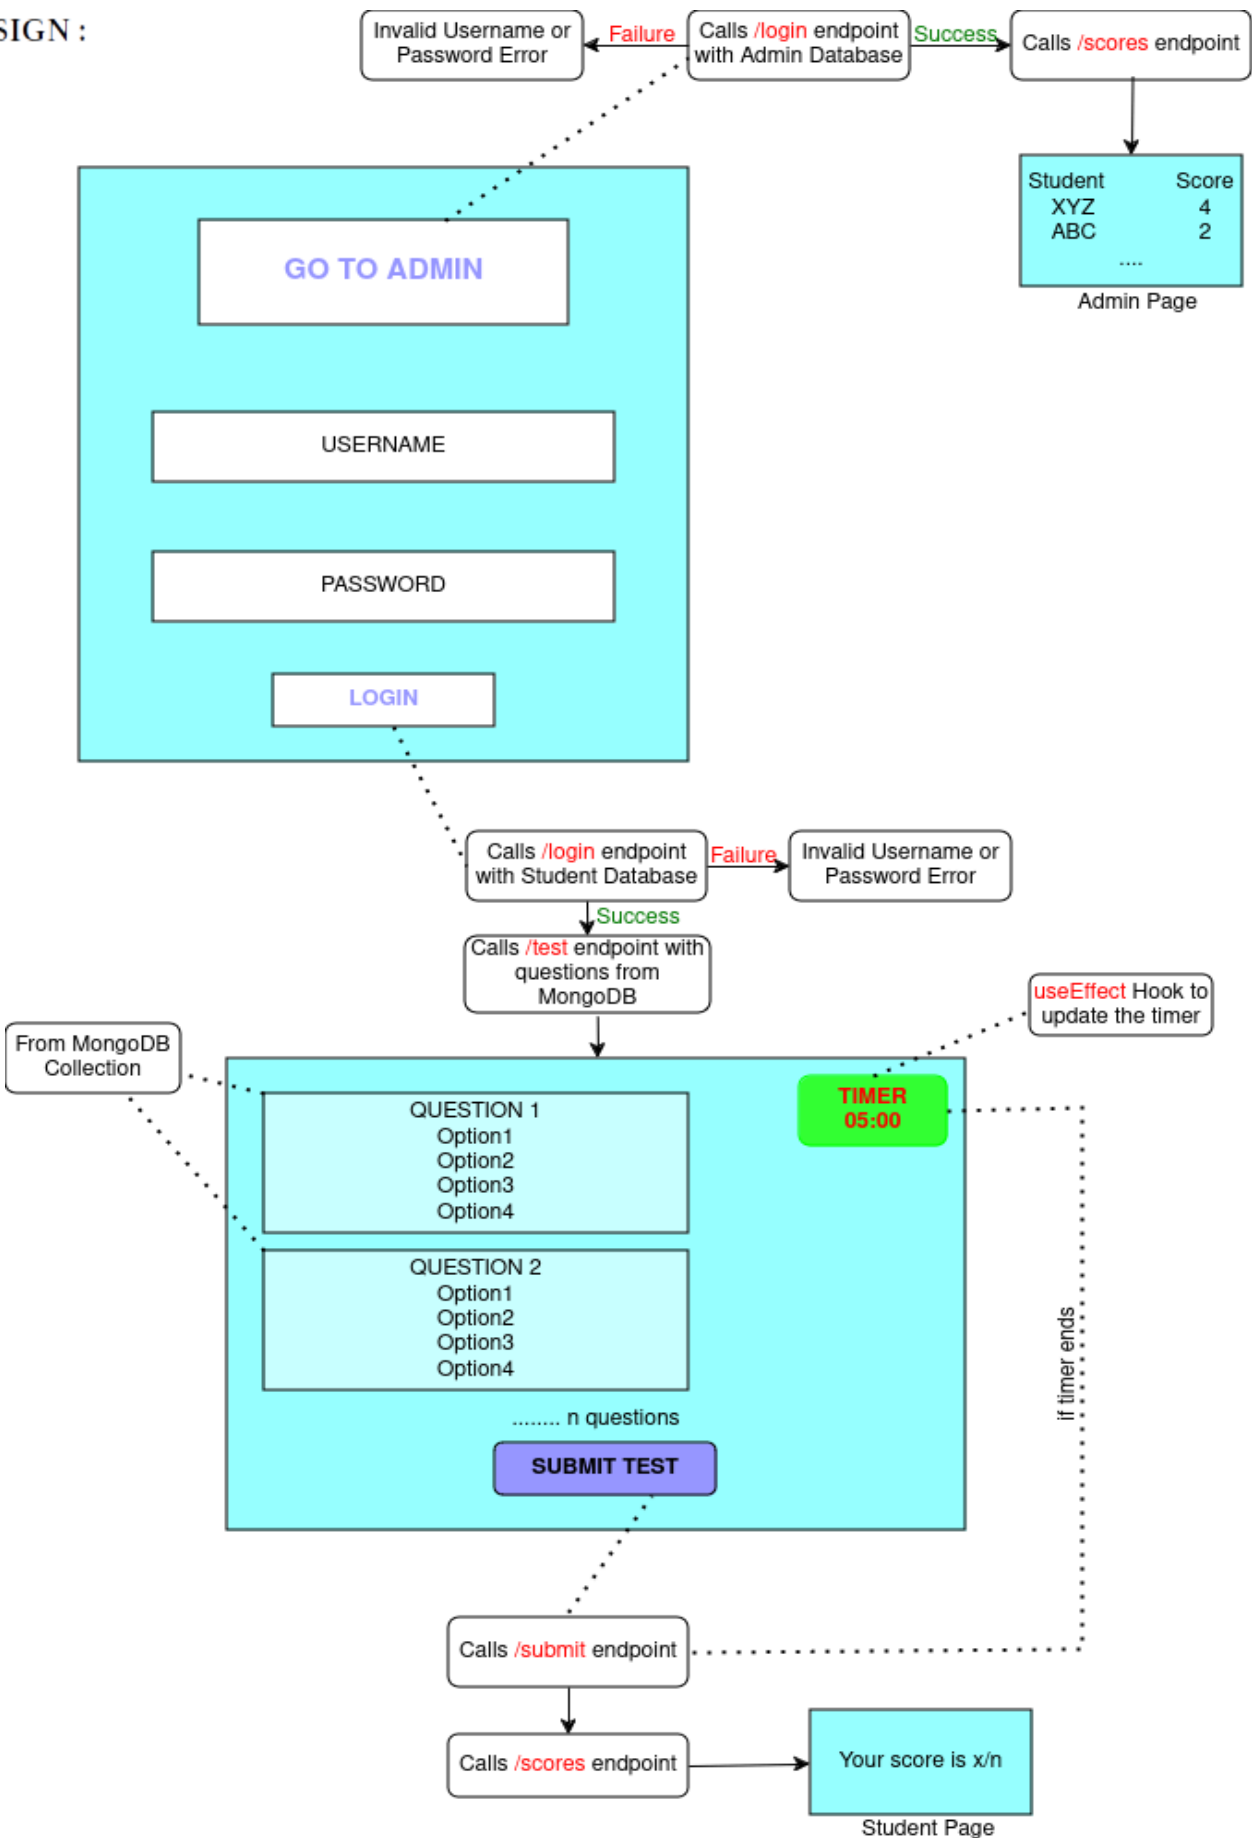 SIGN :
Invalid Username or
Password Error
Failure
Calls /login endpoint
with Admin Database
Success
Calls /scores endpoint
Student Score
XYZ 4
ABC 2
....
Admin Page
GO TO ADMIN
USERNAME
PASSWORD
LOGIN
Calls /login endpoint
with Student Database
Failure
Invalid Username or
Password Error
Success
Calls /test endpoint with
questions from
MongoDB
useEffect Hook to
update the timer
From MongoDB
Collection
TIMER
05:00
QUESTION 1
Option1
Option2
Option3
Option4
QUESTION 2
Option1
Option2
Option3
Option4
if timer ends
........ n questions
SUBMIT TEST
Calls /submit endpoint
Calls /scores endpoint
Your score is x/n
Student Page